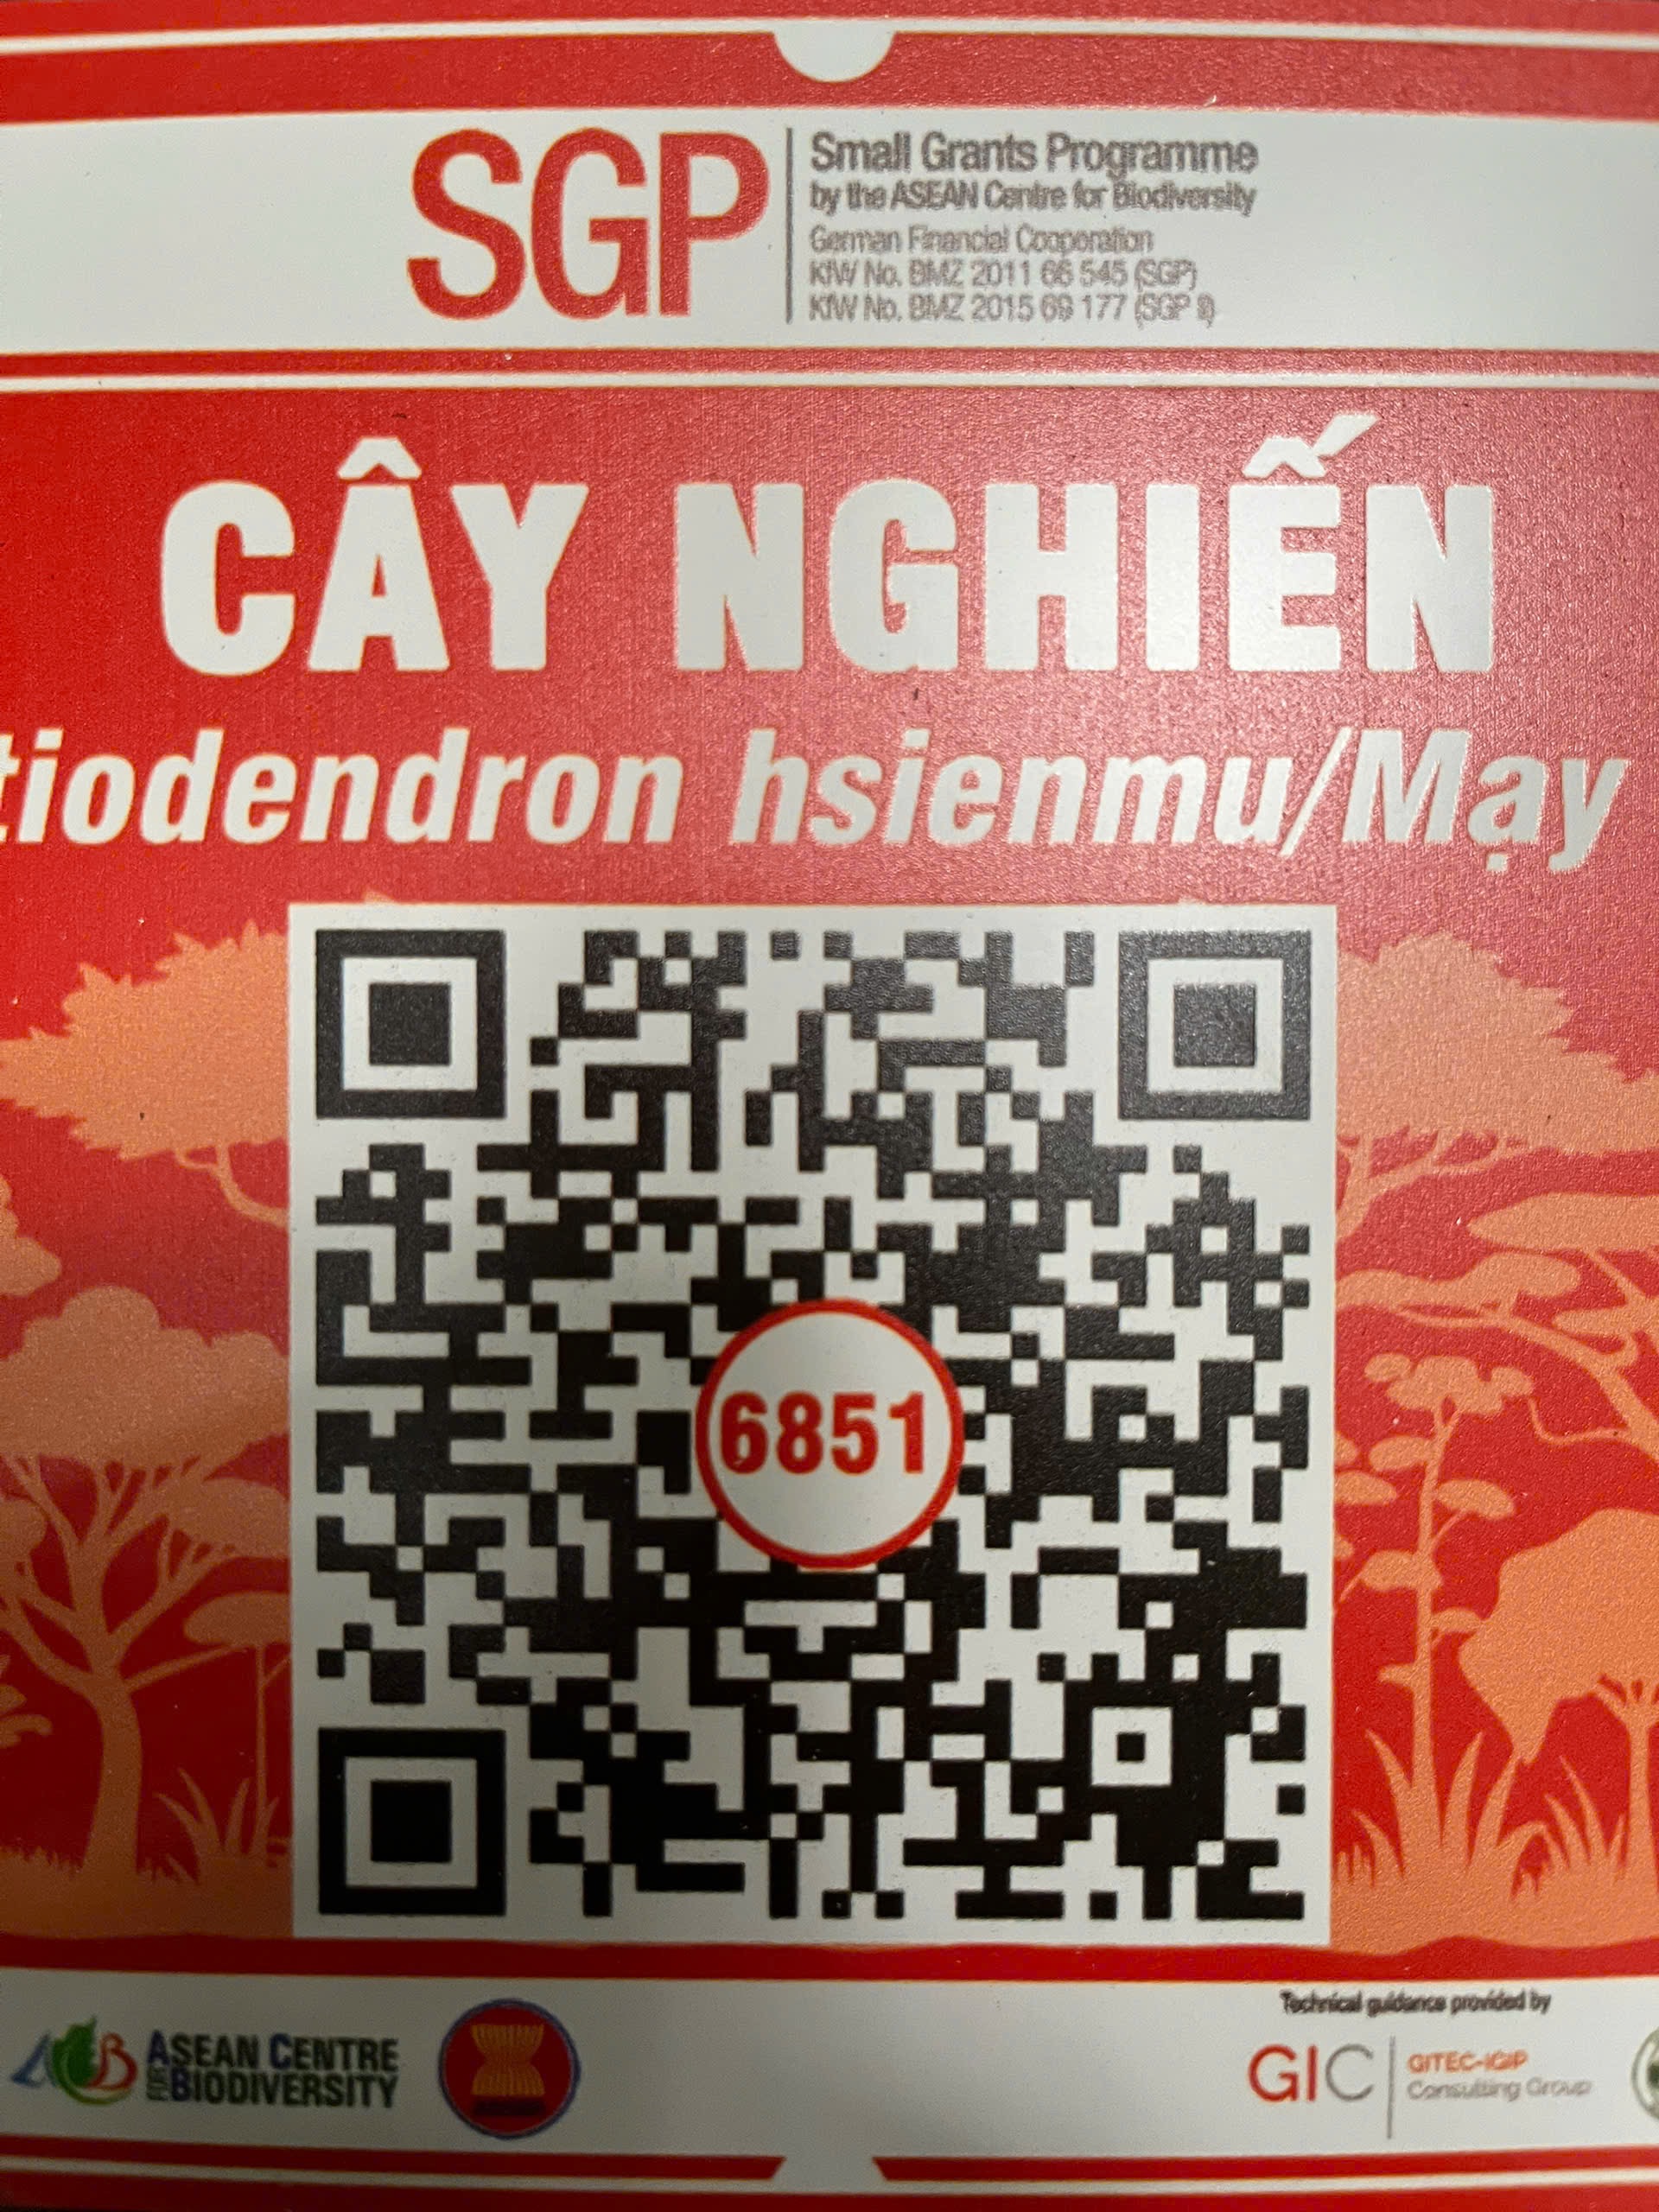 SGP
Small Grants Programme
by the ASEAN Centre for Biodiversity
German Financial Cooperation
KfW No. BMZ 2011 66 545 (SGP)
KfW No. BMZ 2015 69 177 (SGP II)
CÂY NGHIẾN
tiodendron hsienmu/Mạy
6851
ASEAN CENTRE
FOR BIODIVERSITY
Technical guidance provided by
GIC
GITEC-IGIP
Consulting Group